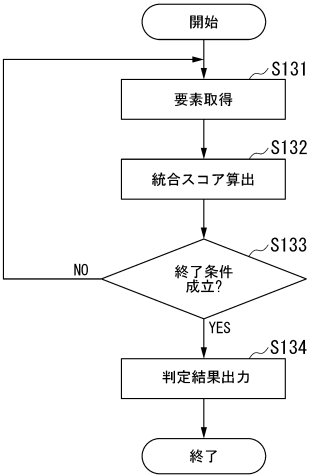 開始
S131
要素取得
S132
統合スコア算出
S133
終了条件
成立?
NO
YES
S134
判定結果出力
終了